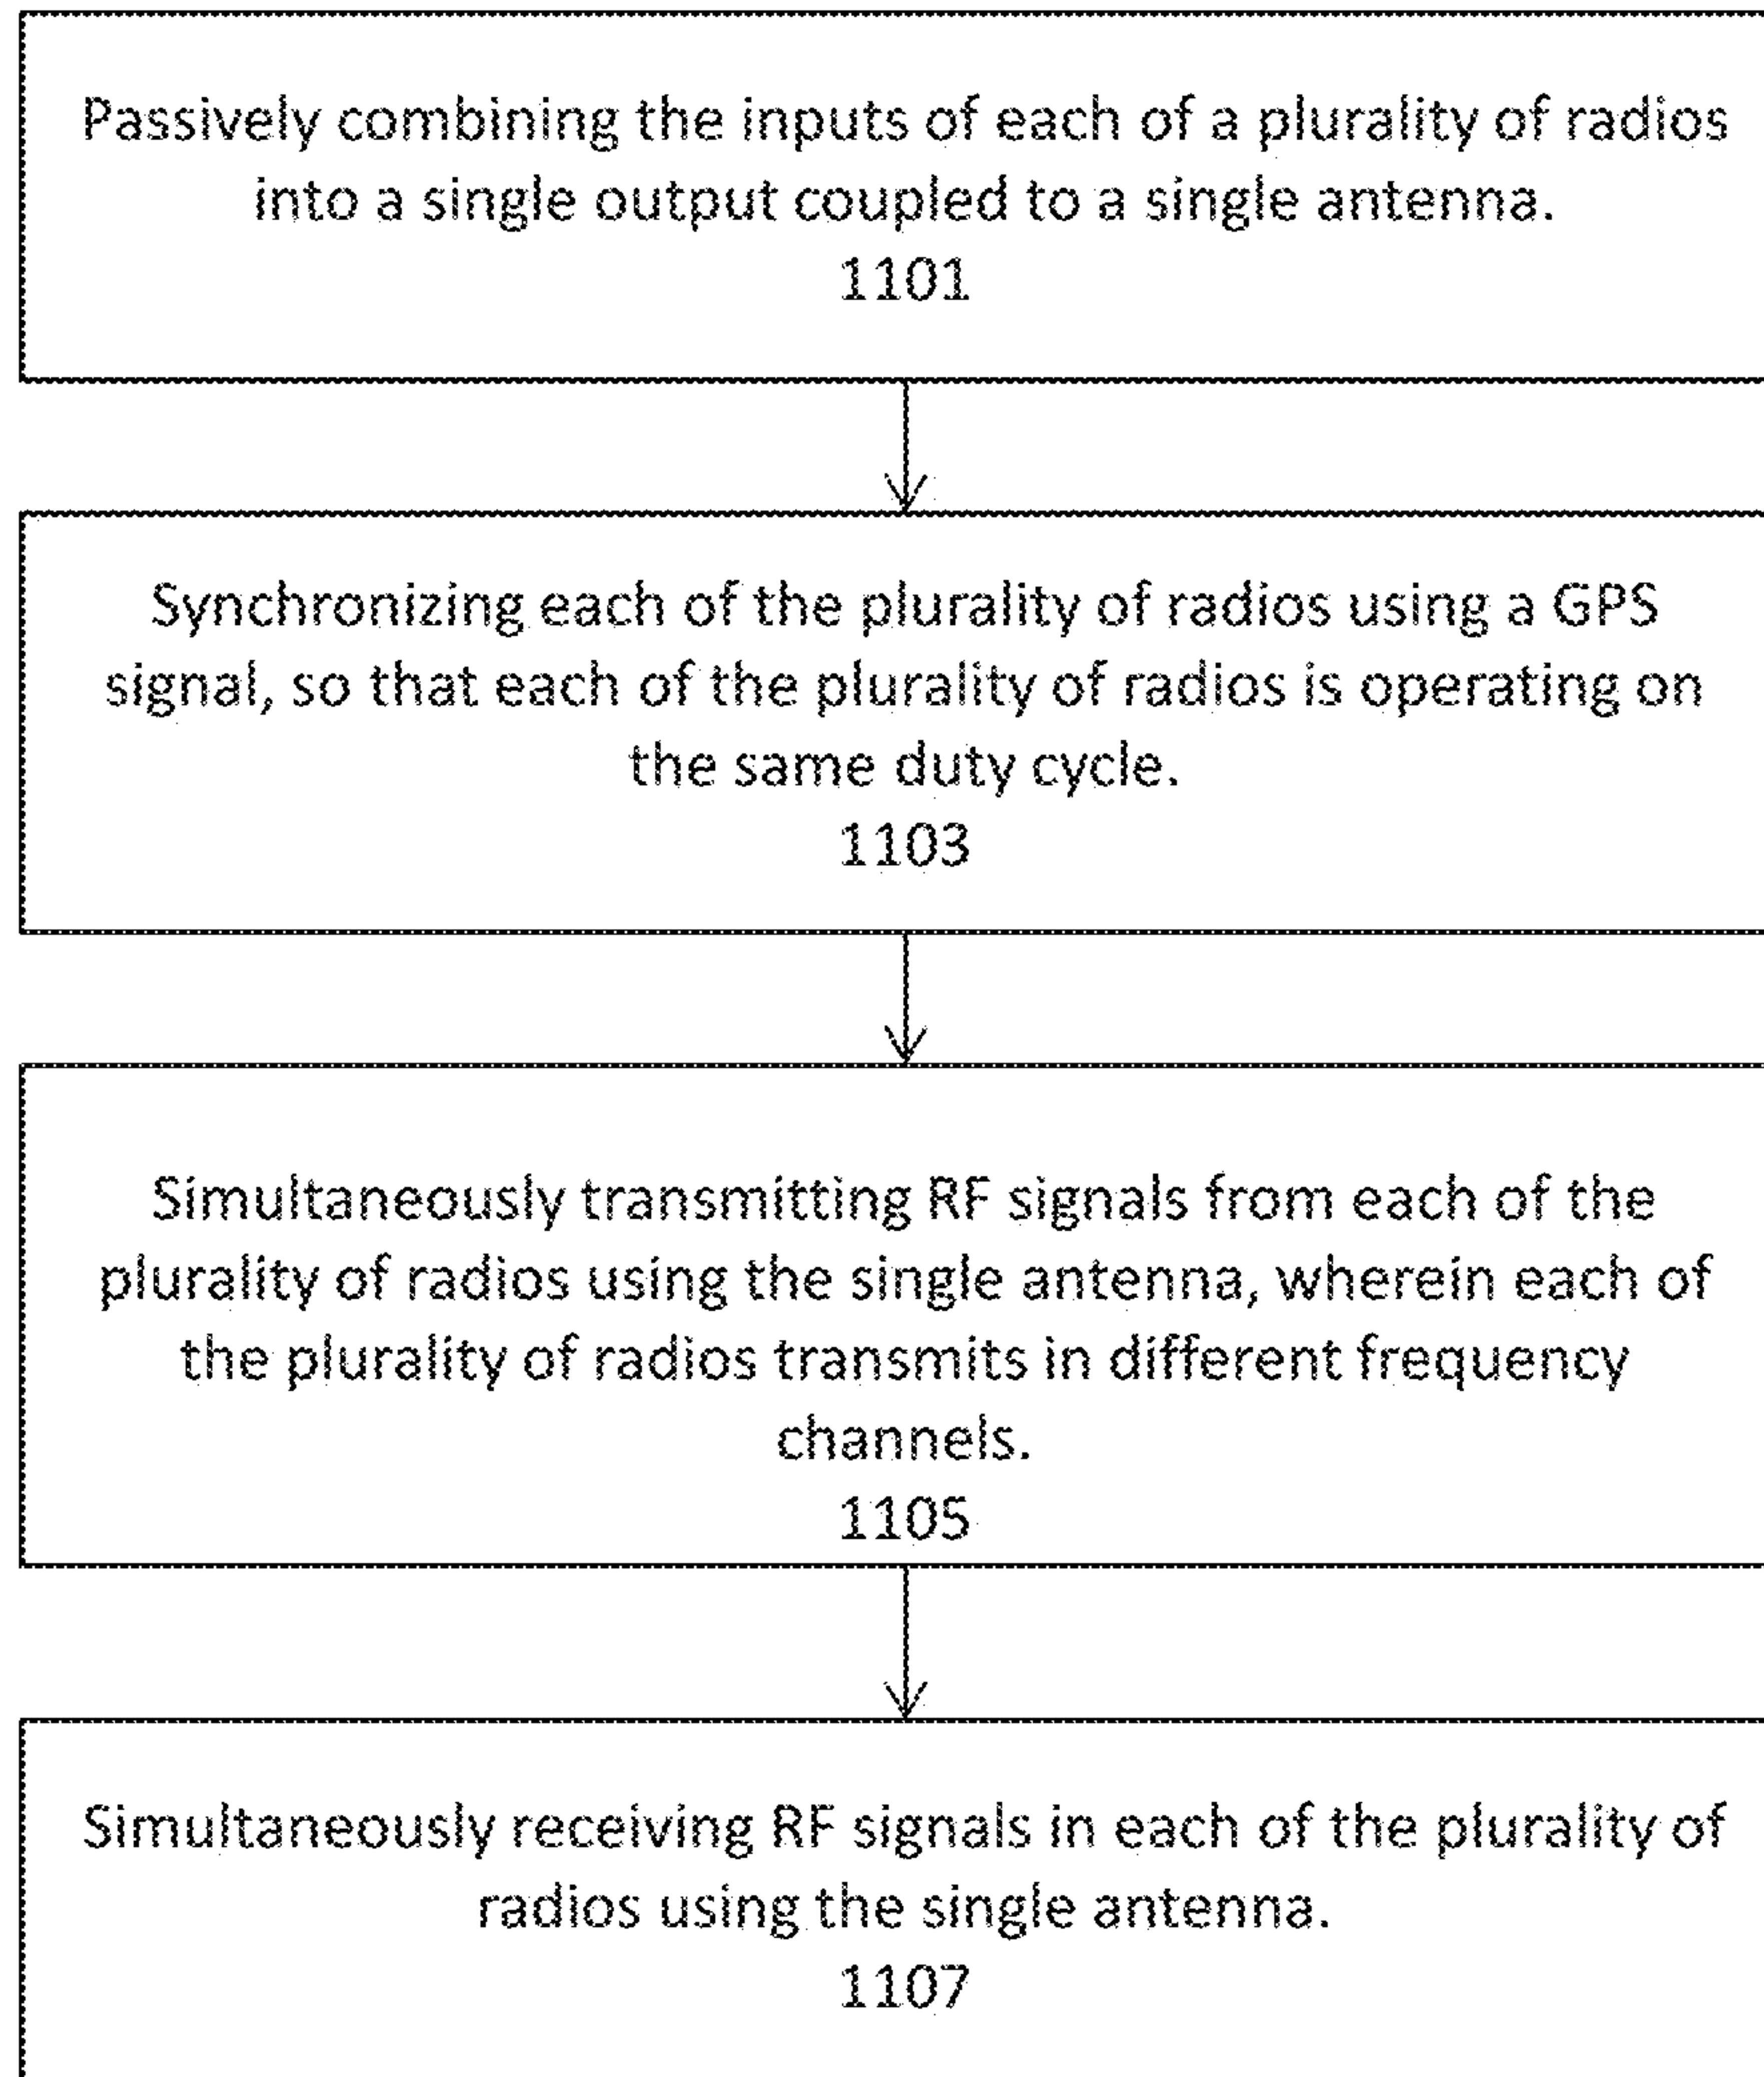 Passively combining the inputs of each of a plurality of radios
into a single output coupled to a single antenna.
1101
Synchronizing each of the plurality of radios using a GPS
signal, so that each of the plurality of radios is operating on
the same duty cycle.
1103
Simultaneously transmitting RF signals from each of the
plurality of radios using the single antenna, wherein each of
the plurality of radios transmits in different frequency
channels.
1105
Simultaneously receiving RF signals in each of the plurality of
radios using the single antenna.
1107